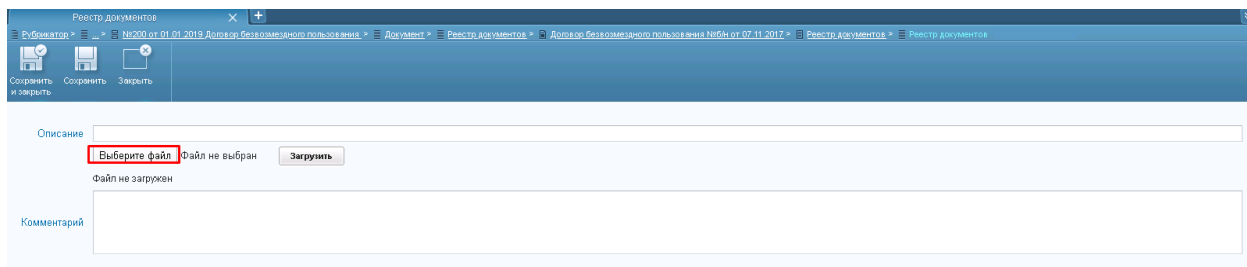 Реестр документов
Рубрикатор > ... > №200 от 01.01.2019 Договор безвозмездного пользования > Документ > Реестр документов > Договор безвозмездного пользования №б/н от 07.11.2017 > Реестр документов > Реестр документов
Сохранить и закрыть Сохранить Закрыть
Описание
Выберите файл Файл не выбран Загрузить
Файл не загружен
Комментарий